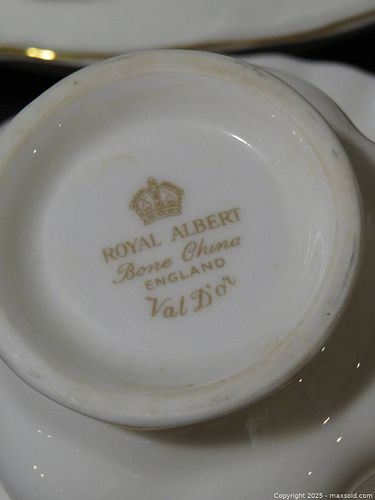 ROYAL ALBERT
Bone China
ENGLAND
Val D'or
Copyright 2025 - maxsold.com